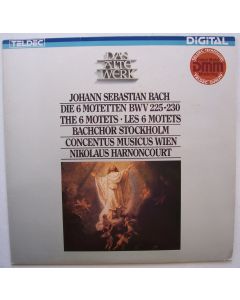 TELDEC
DIGITAL
DAS
ALTE
WERK
dmm
JOHANN SEBASTIAN BACH
DIE 6 MOTETTEN BWV 225-230
THE 6 MOTETS · LES 6 MOTETS
BACHCHOR STOCKHOLM
CONCENTUS MUSICUS WIEN
NIKOLAUS HARNONCOURT